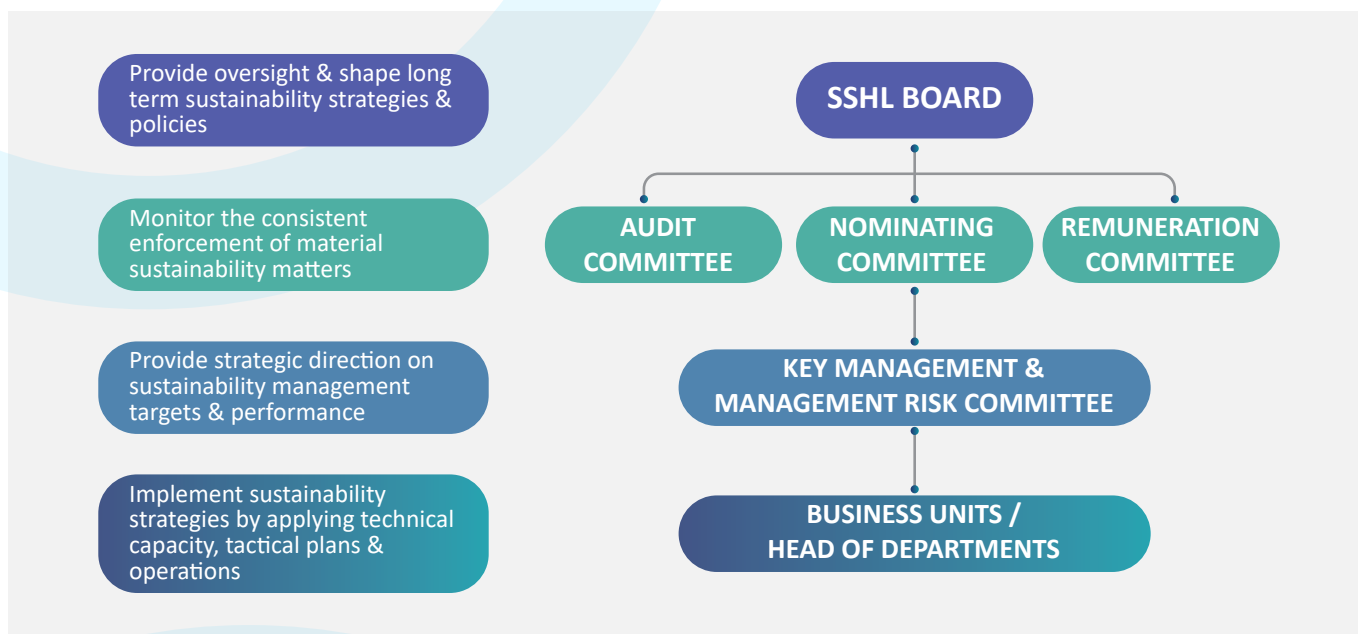 Provide oversight & shape long
term sustainability strategies &
policies
SSHL BOARD
Monitor the consistent
enforcement of material
sustainability matters
AUDIT
COMMITTEE
NOMINATING
COMMITTEE
REMUNERATION
COMMITTEE
Provide strategic direction on
sustainability management
targets & performance
KEY MANAGEMENT &
MANAGEMENT RISK COMMITTEE
Implement sustainability
strategies by applying technical
capacity, tactical plans &
operations
BUSINESS UNITS /
HEAD OF DEPARTMENTS